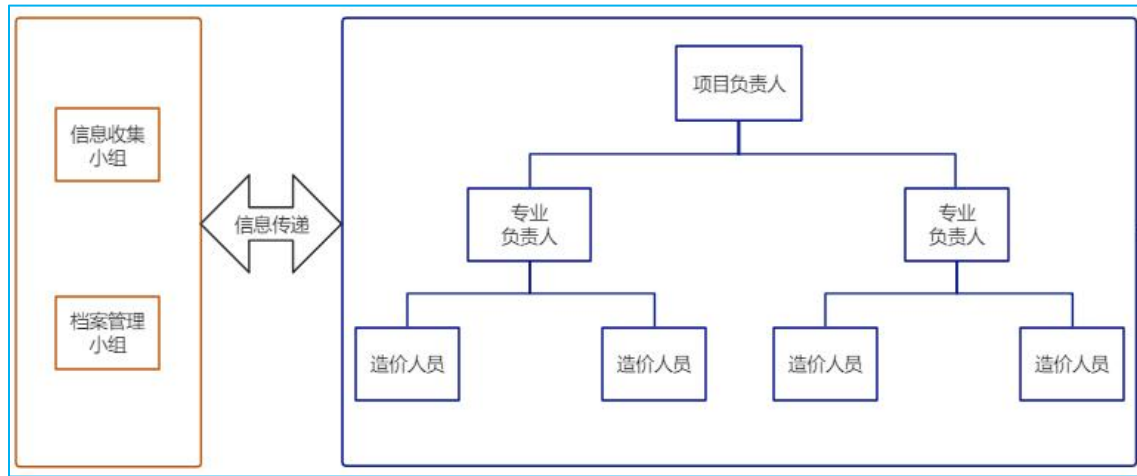 项目负责人
信息收集
小组
信息传递
专业
负责人
专业
负责人
档案管理
小组
造价人员
造价人员
造价人员
造价人员